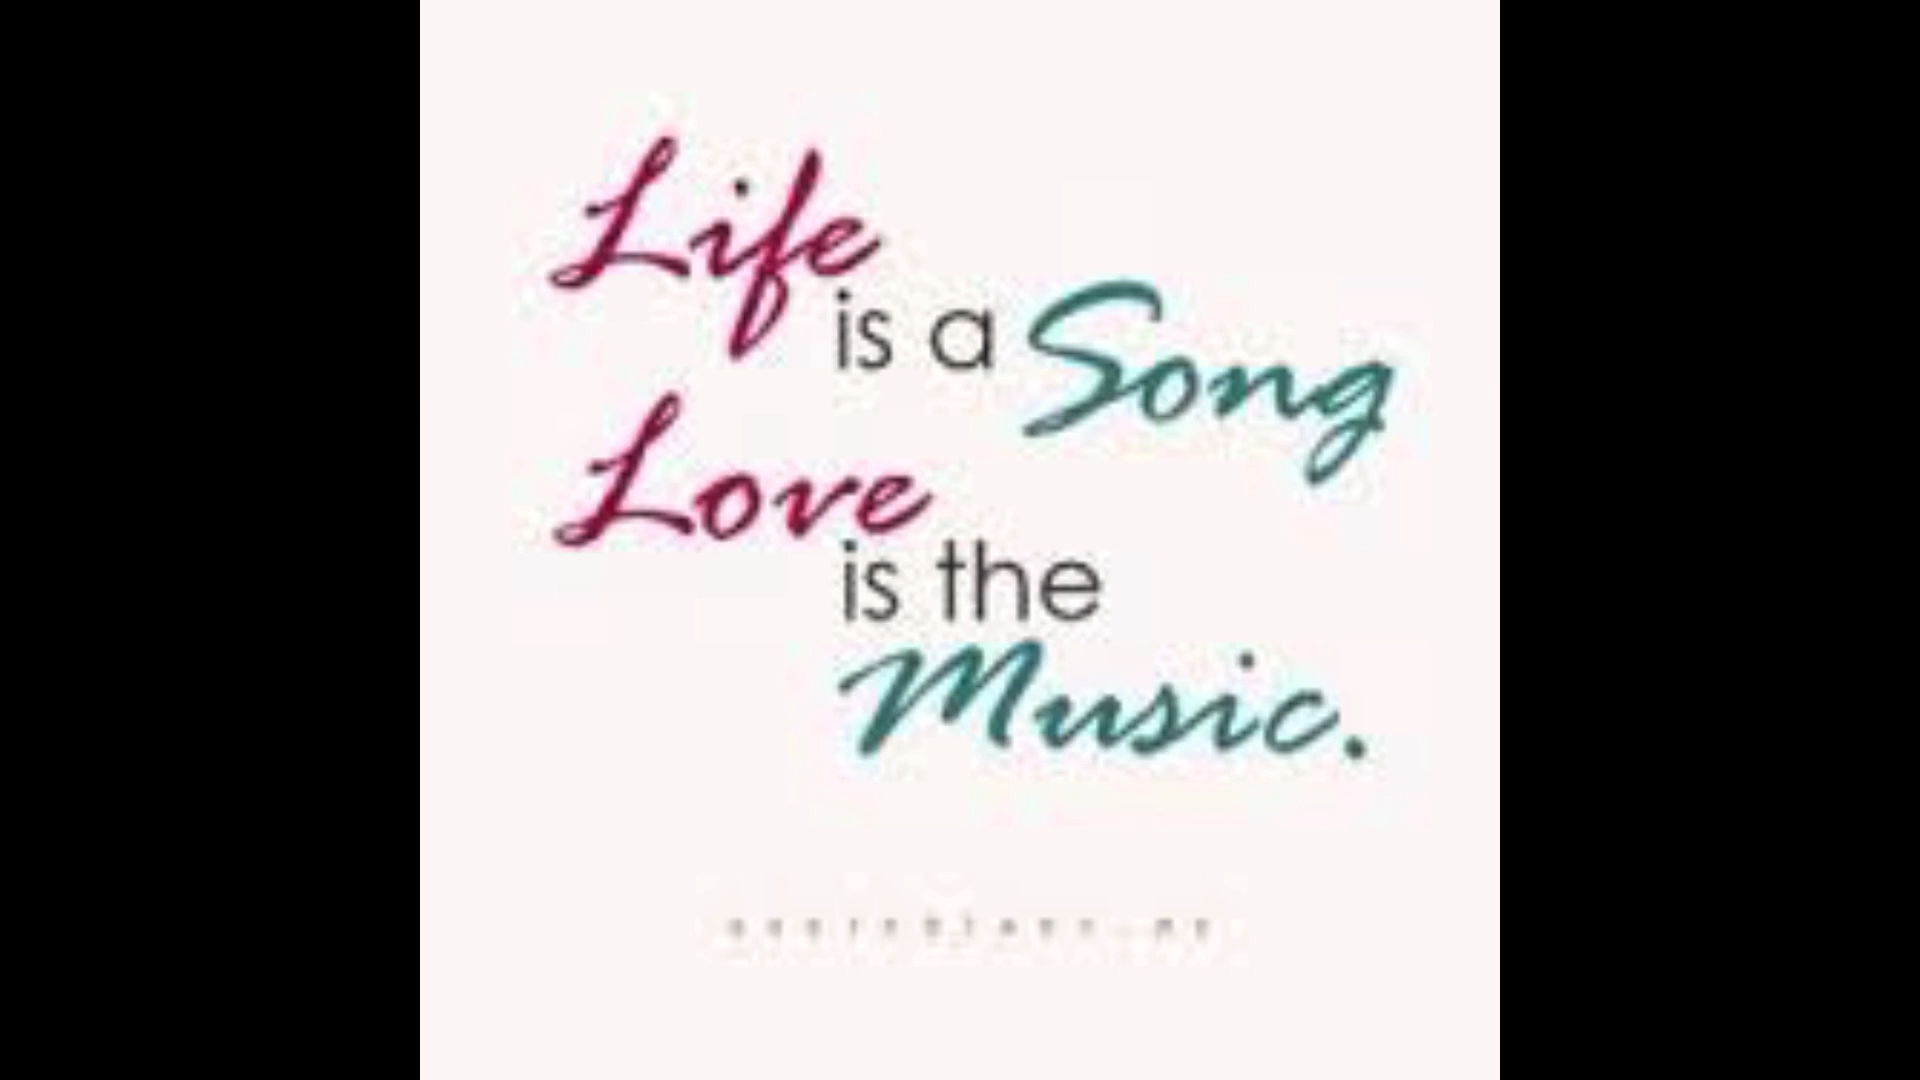 Life
is a Song
Love
is the
Music.